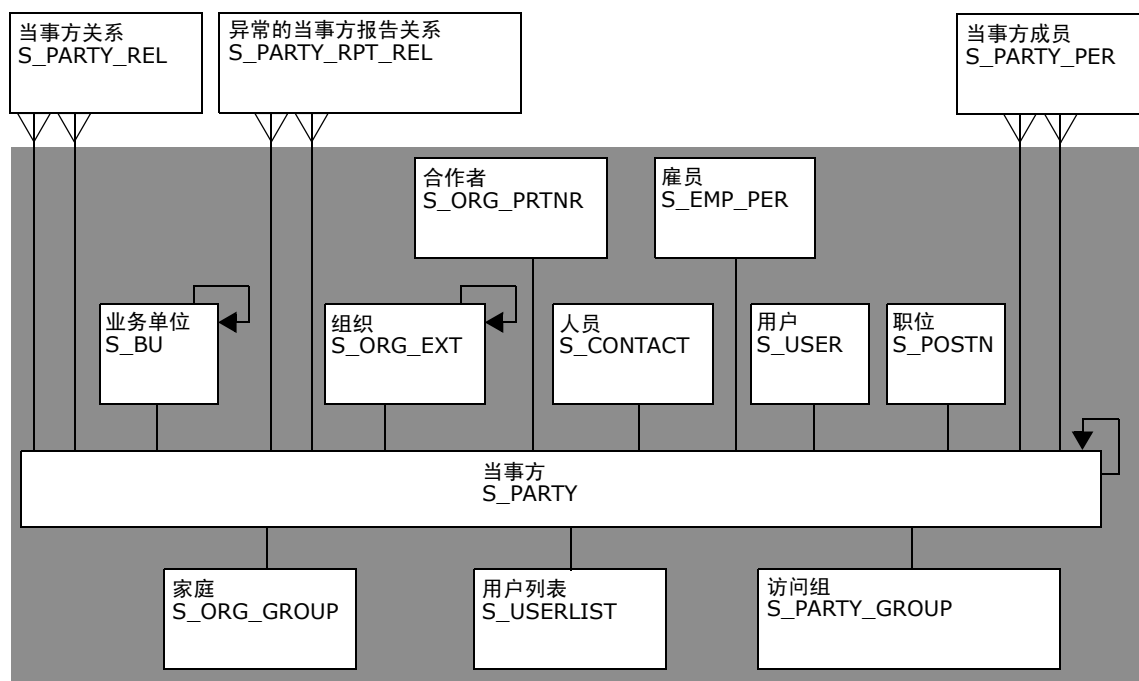 当事方关系
S_PARTY_REL
异常的当事方报告关系
S_PARTY_RPT_REL
当事方成员
S_PARTY_PER
合作者
S_ORG_PRTNR
雇员
S_EMP_PER
业务单位
S_BU
组织
S_ORG_EXT
人员
S_CONTACT
用户
S_USER
职位
S_POSTN
当事方
S_PARTY
家庭
S_ORG_GROUP
用户列表
S_USERLIST
访问组
S_PARTY_GROUP